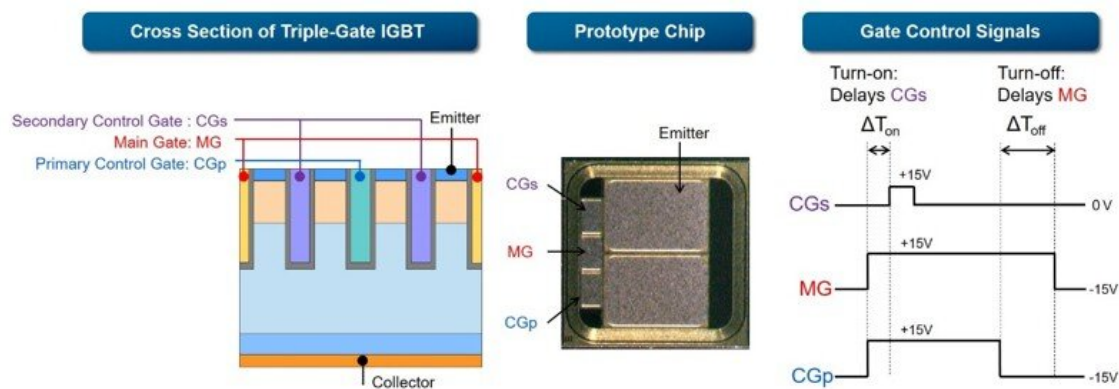 Cross Section of Triple-Gate IGBT
Secondary Control Gate : CGs
Main Gate: MG
Primary Control Gate: CGp
Emitter
Collector
Prototype Chip
Emitter
CGs
MG
CGp
Gate Control Signals
Turn-on:
Delays CGs
Turn-off:
Delays MG
ΔTon
ΔToff
CGs
+15V
0 V
MG
+15V
-15V
CGp
+15V
-15V